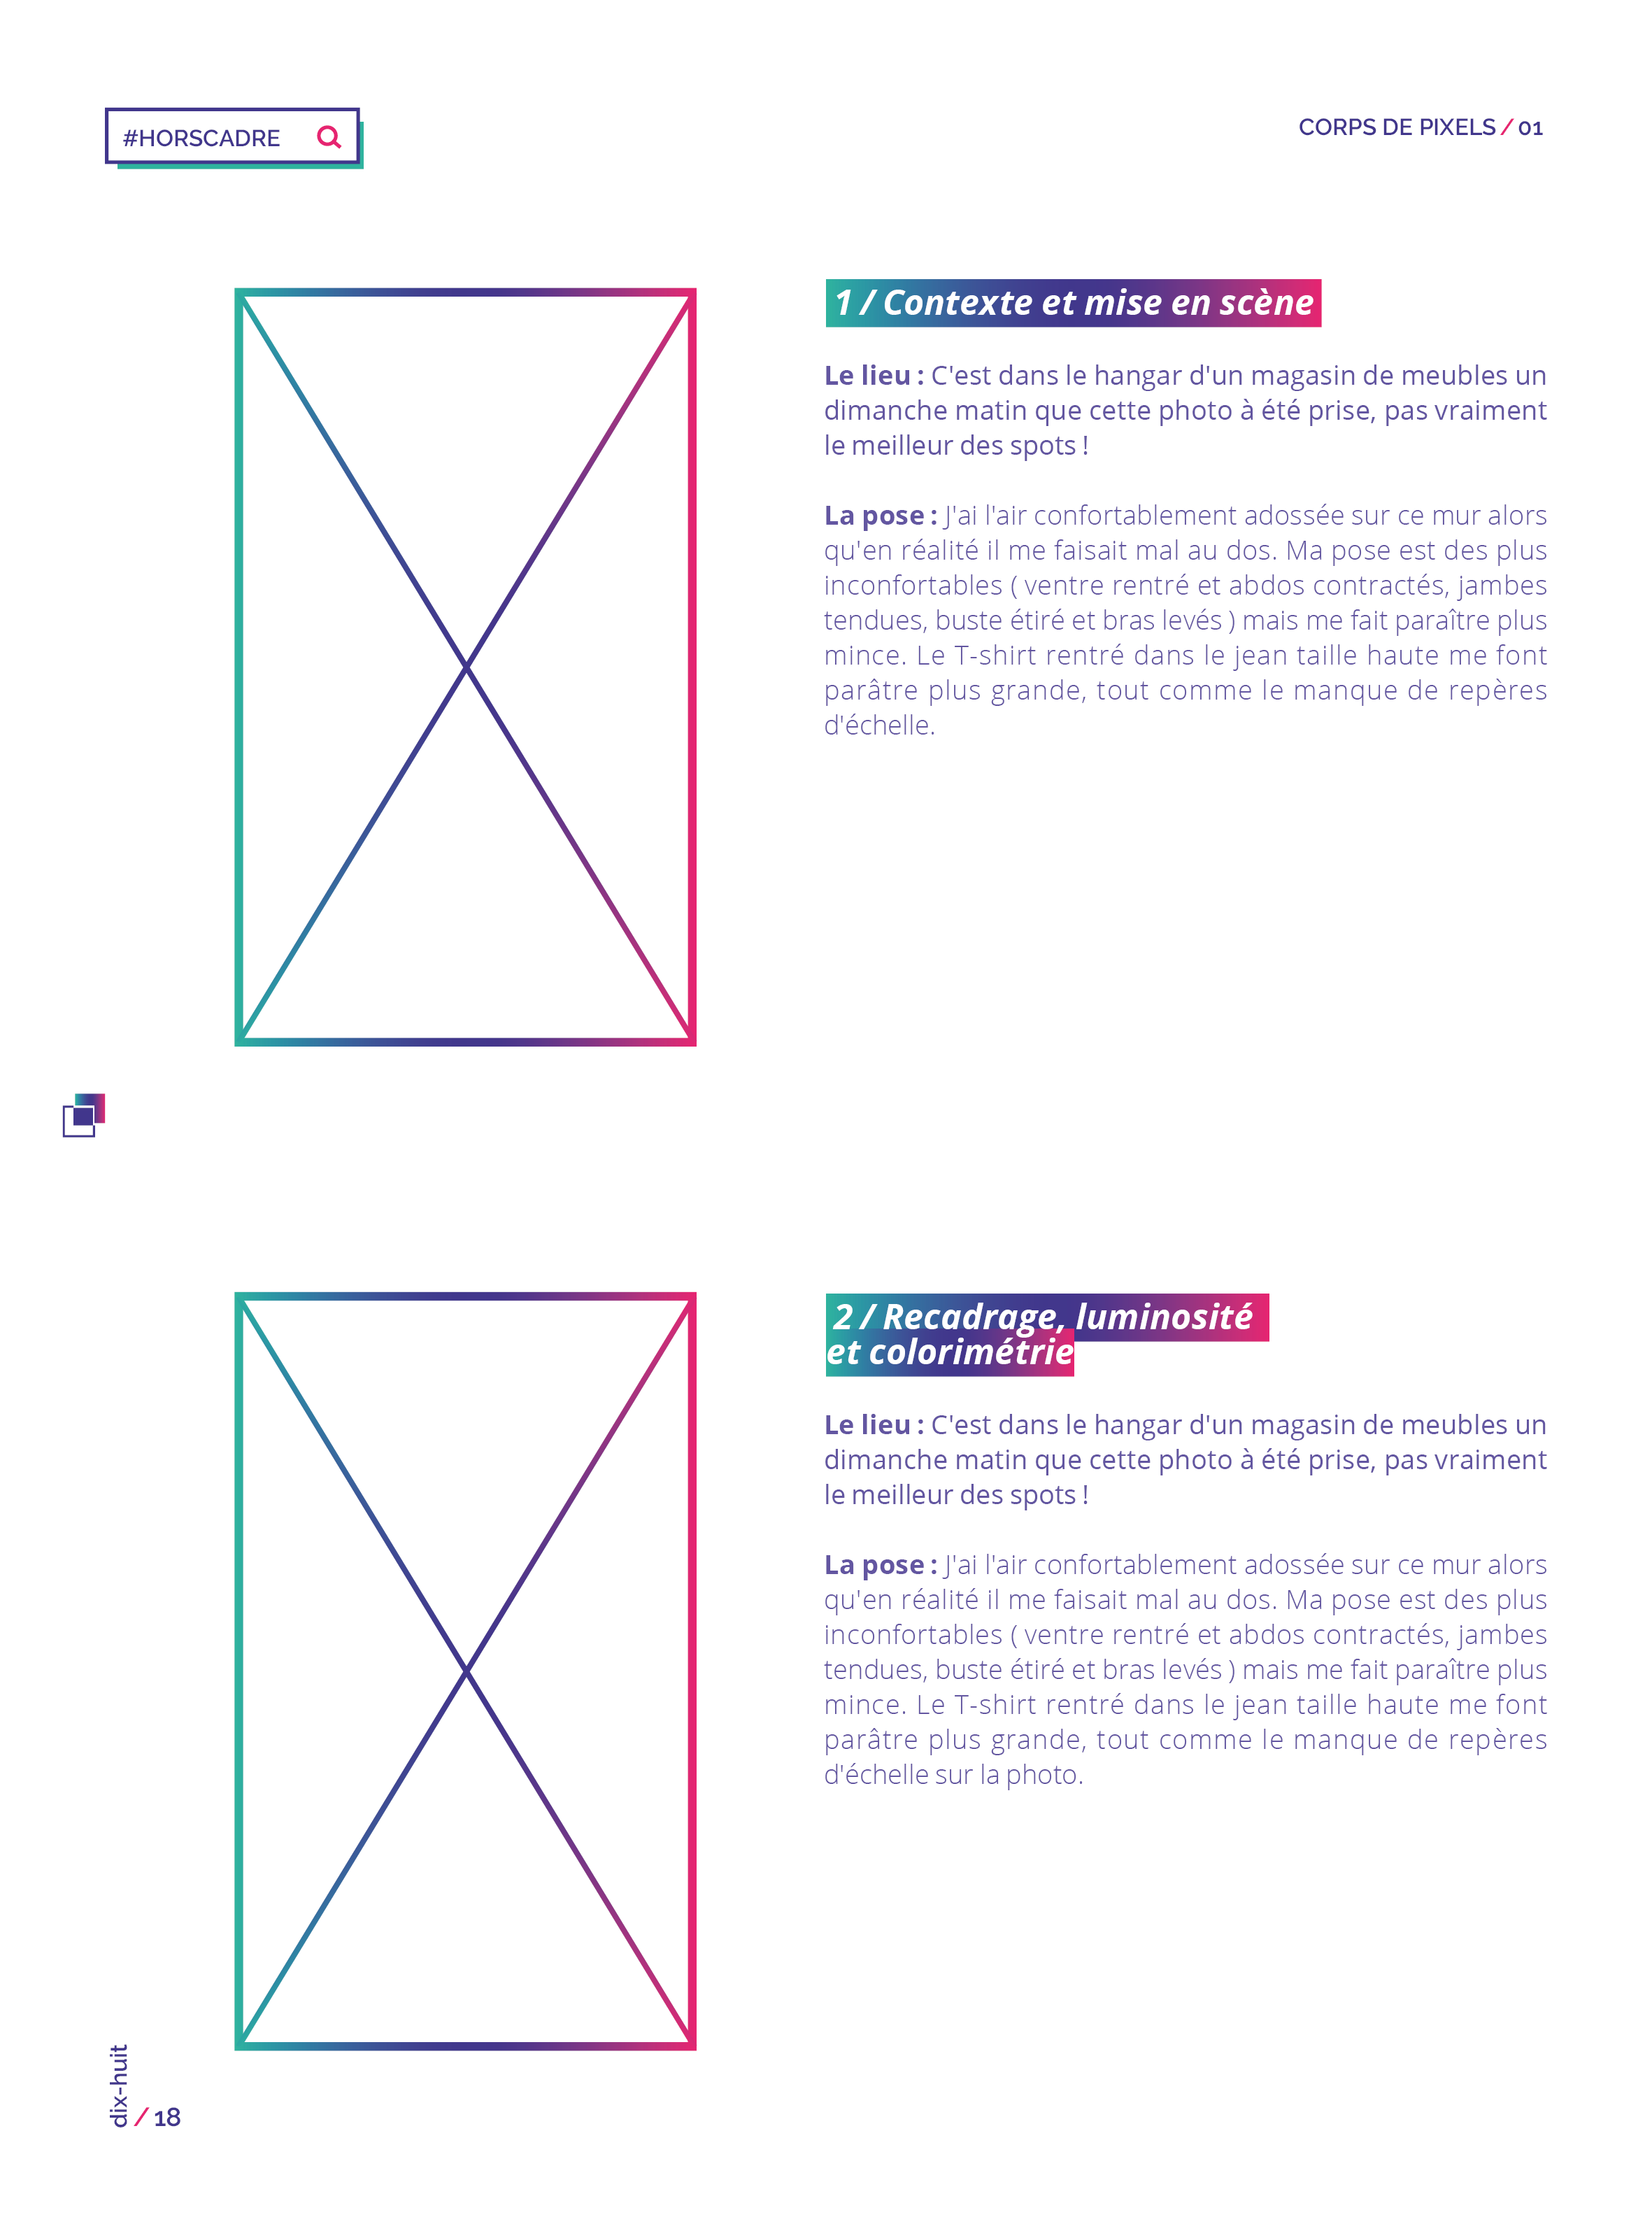 #HORSCADRE
CORPS DE PIXELS / 01
1 / Contexte et mise en scène
Le lieu : C'est dans le hangar d'un magasin de meubles un
dimanche matin que cette photo à été prise, pas vraiment
le meilleur des spots !
La pose : J'ai l'air confortablement adossée sur ce mur alors
qu'en réalité il me faisait mal au dos. Ma pose est des plus
inconfortables ( ventre rentré et abdos contractés, jambes
tendues, buste étiré et bras levés ) mais me fait paraître plus
mince. Le T-shirt rentré dans le jean taille haute me font
parâtre plus grande, tout comme le manque de repères
d'échelle.
2 / Recadrage, luminosité
et colorimétrie
Le lieu : C'est dans le hangar d'un magasin de meubles un
dimanche matin que cette photo à été prise, pas vraiment
le meilleur des spots !
La pose : J'ai l'air confortablement adossée sur ce mur alors
qu'en réalité il me faisait mal au dos. Ma pose est des plus
inconfortables ( ventre rentré et abdos contractés, jambes
tendues, buste étiré et bras levés ) mais me fait paraître plus
mince. Le T-shirt rentré dans le jean taille haute me font
parâtre plus grande, tout comme le manque de repères
d'échelle sur la photo.
dix-huit
/ 18